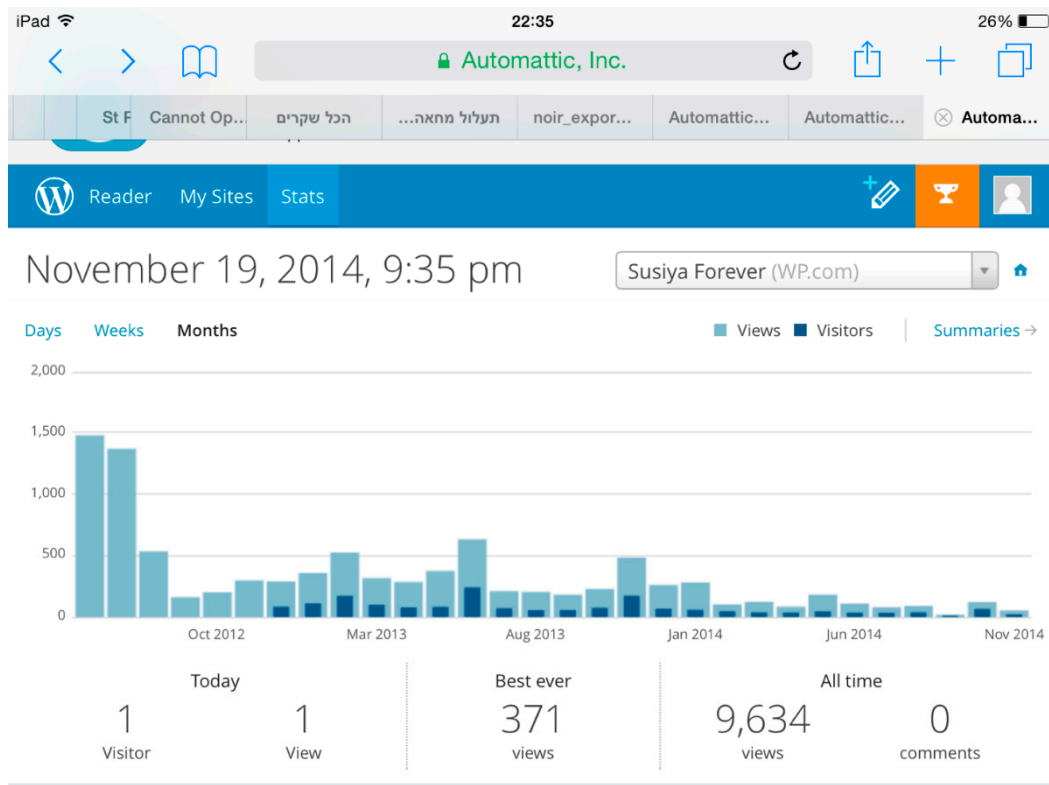 iPad 22:35 26%
Automattic, Inc.
St F Cannot Op... הכל שקרים תעלול מחאה... noir_expor... Automattic... Automattic... Automa...
Reader My Sites Stats
November 19, 2014, 9:35 pm Susiya Forever (WP.com)
Days Weeks Months Views Visitors Summaries →
2,000
1,500
1,000
500
0
Oct 2012 Mar 2013 Aug 2013 Jan 2014 Jun 2014 Nov 2014
Today Best ever All time
1 1 371 9,634 0
Visitor View views views comments